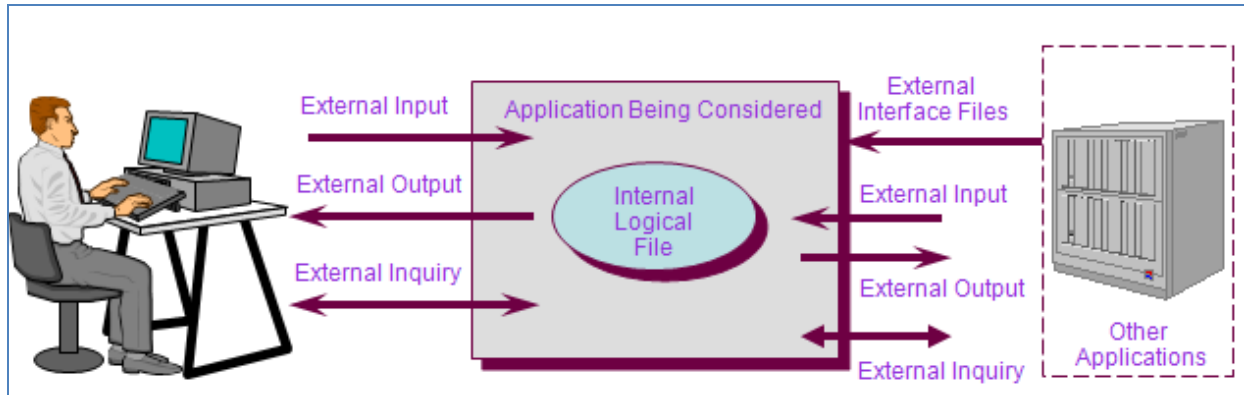 External Input
External Output
External Inquiry
Application Being Considered
Internal
Logical
File
External
Interface Files
External Input
External Output
External Inquiry
Other
Applications